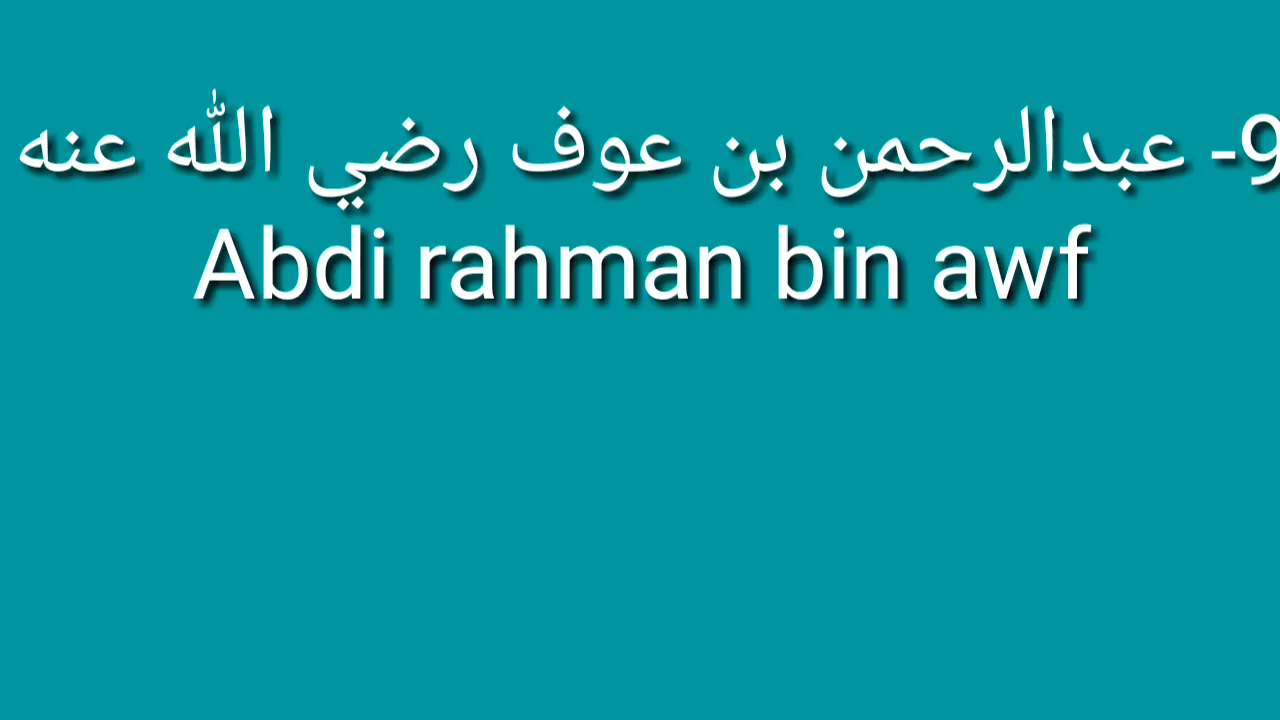 9- عبدالرحمن بن عوف رضي الله عنه
Abdi rahman bin awf